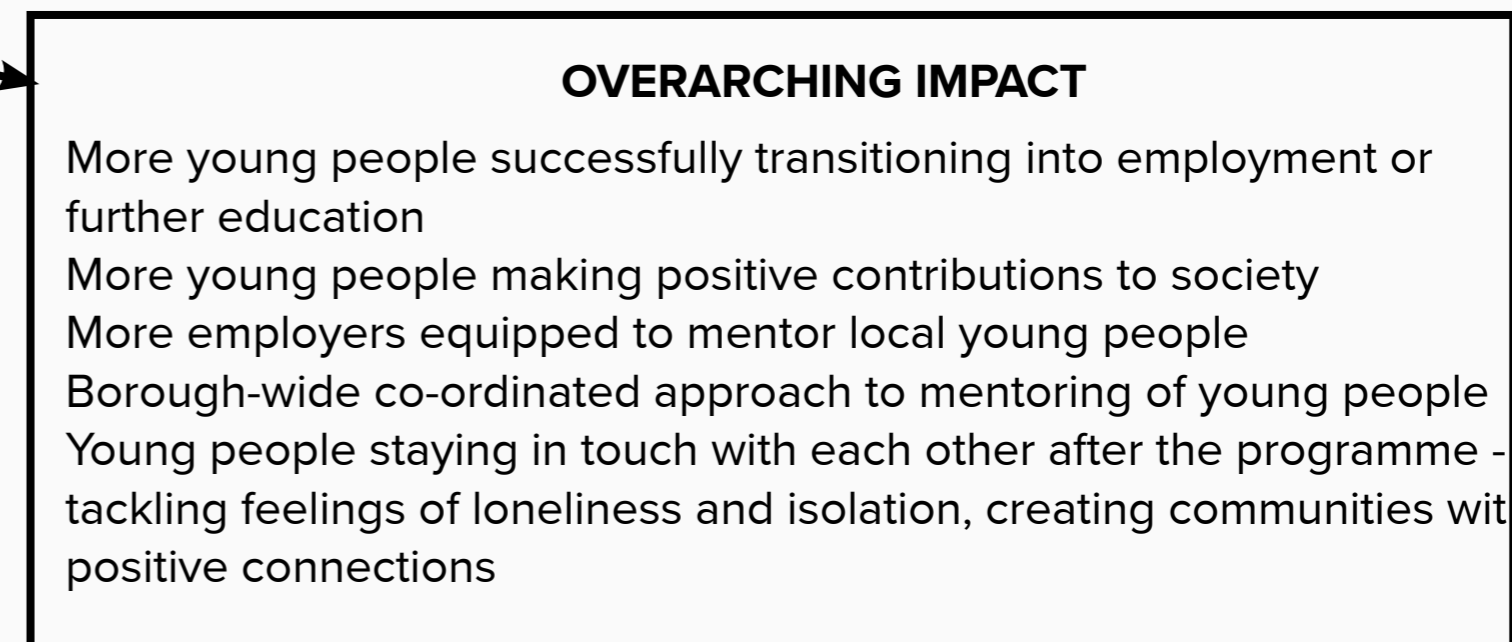 OVERARCHING IMPACT
More young people successfully transitioning into employment or
further education
More young people making positive contributions to society
More employers equipped to mentor local young people
Borough-wide co-ordinated approach to mentoring of young people
Young people staying in touch with each other after the programme -
tackling feelings of loneliness and isolation, creating communities wit
positive connections